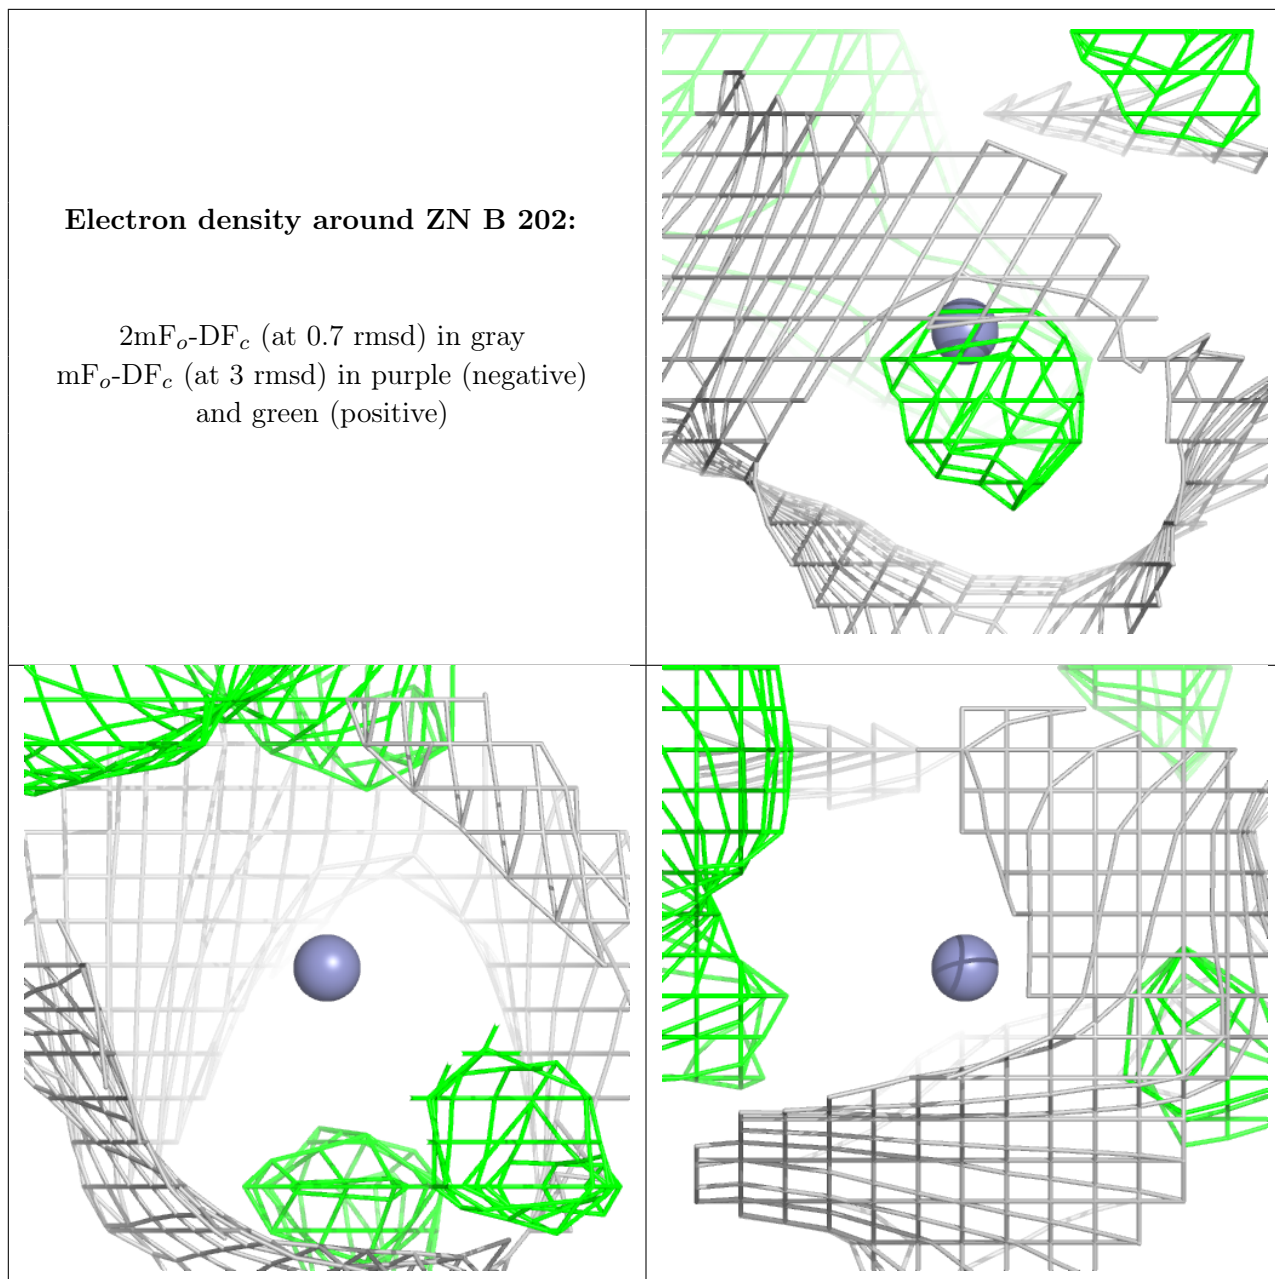 Electron density around ZN B 202:
2mFo-DFc (at 0.7 rmsd) in gray
mFo-DFc (at 3 rmsd) in purple (negative)
and green (positive)